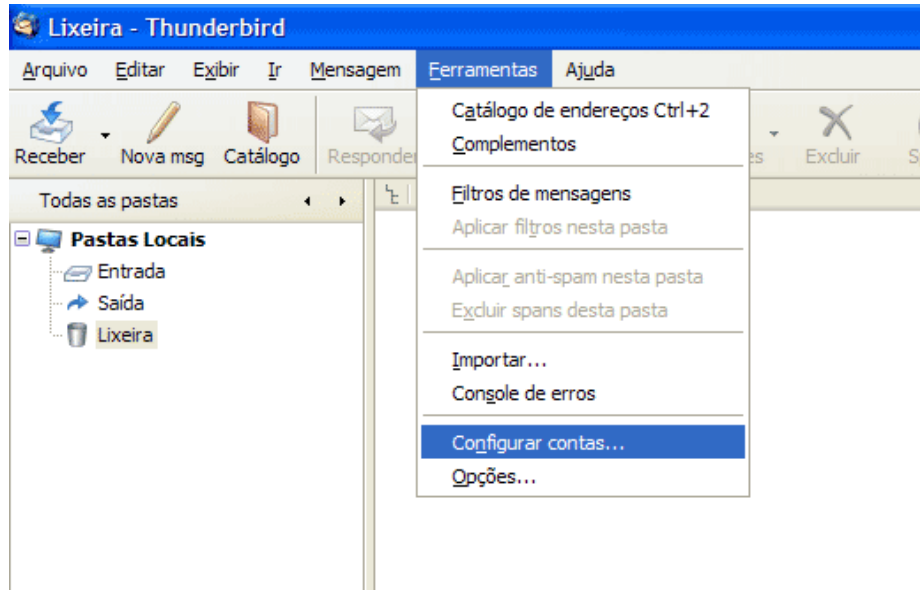 Lixeira - Thunderbird
Arquivo Editar Exibir Ir Mensagem Ferramentas Ajuda
Receber Nova msg Catálogo Responder Excluir
Todas as pastas
Pastas Locais
Entrada
Saída
Lixeira
Catálogo de endereços Ctrl+2
Complementos
Filtros de mensagens
Aplicar filtros nesta pasta
Aplicar anti-spam nesta pasta
Excluir spans desta pasta
Importar...
Console de erros
Configurar contas...
Opções...